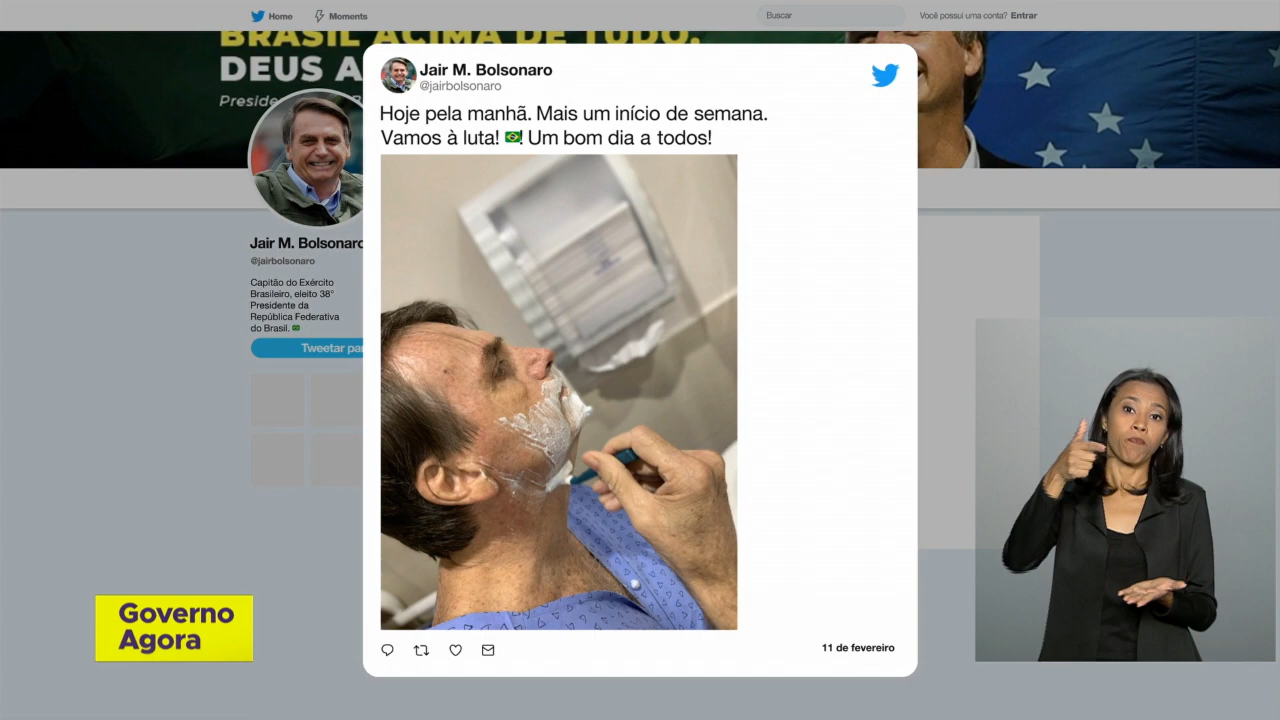 Home
Moments
Buscar
Você possui uma conta? Entrar
BRASIL ACIMA DE TUDO,
DEUS A
Preside
Jair M. Bolsonaro
@jairbolsonaro
Hoje pela manhã. Mais um início de semana.
Vamos à luta! 🇧🇷! Um bom dia a todos!
Jair M. Bolsonaro
@jairbolsonaro
Capitão do Exército
Brasileiro, eleito 38°
Presidente da
República Federativa
do Brasil. 🇧🇷
Tweetar par
Governo
Agora
11 de fevereiro